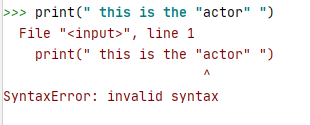 >>> print(" this is the "actor" ")
  File "<input>", line 1
    print(" this is the "actor" ")
                         ^
SyntaxError: invalid syntax